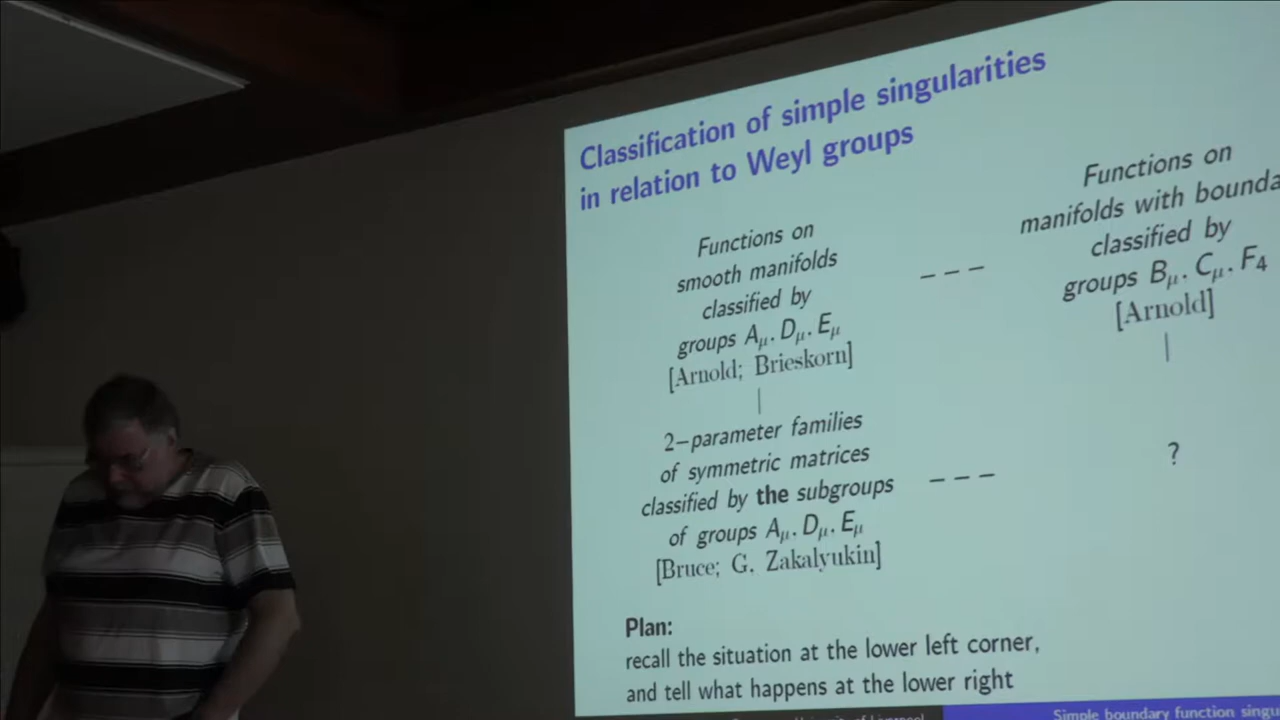 Classification of simple singularities
in relation to Weyl groups
Functions on
smooth manifolds
classified by
groups Aμ. Dμ. Eμ
[Arnold; Brieskorn]
|
2–parameter families
of symmetric matrices
classified by the subgroups
of groups Aμ. Dμ. Eμ
[Bruce; G. Zakalyukin]
– – –
Functions on
manifolds with bounda
classified by
groups Bμ. Cμ. F4
[Arnold]
|
– – –
?
Plan:
recall the situation at the lower left corner,
and tell what happens at the lower right
Simple boundary function singu